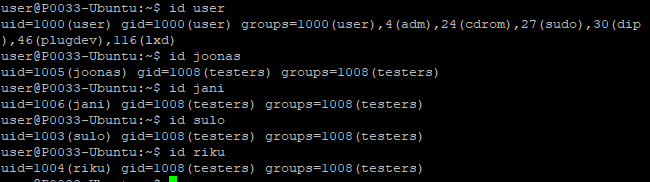 user@P0033-Ubuntu:~$ id user
uid=1000(user) gid=1000(user) groups=1000(user),4(adm),24(cdrom),27(sudo),30(dip
),46(plugdev),116(lxd)
user@P0033-Ubuntu:~$ id joonas
uid=1005(joonas) gid=1008(testers) groups=1008(testers)
user@P0033-Ubuntu:~$ id jani
uid=1006(jani) gid=1008(testers) groups=1008(testers)
user@P0033-Ubuntu:~$ id sulo
uid=1003(sulo) gid=1008(testers) groups=1008(testers)
user@P0033-Ubuntu:~$ id riku
uid=1004(riku) gid=1008(testers) groups=1008(testers)